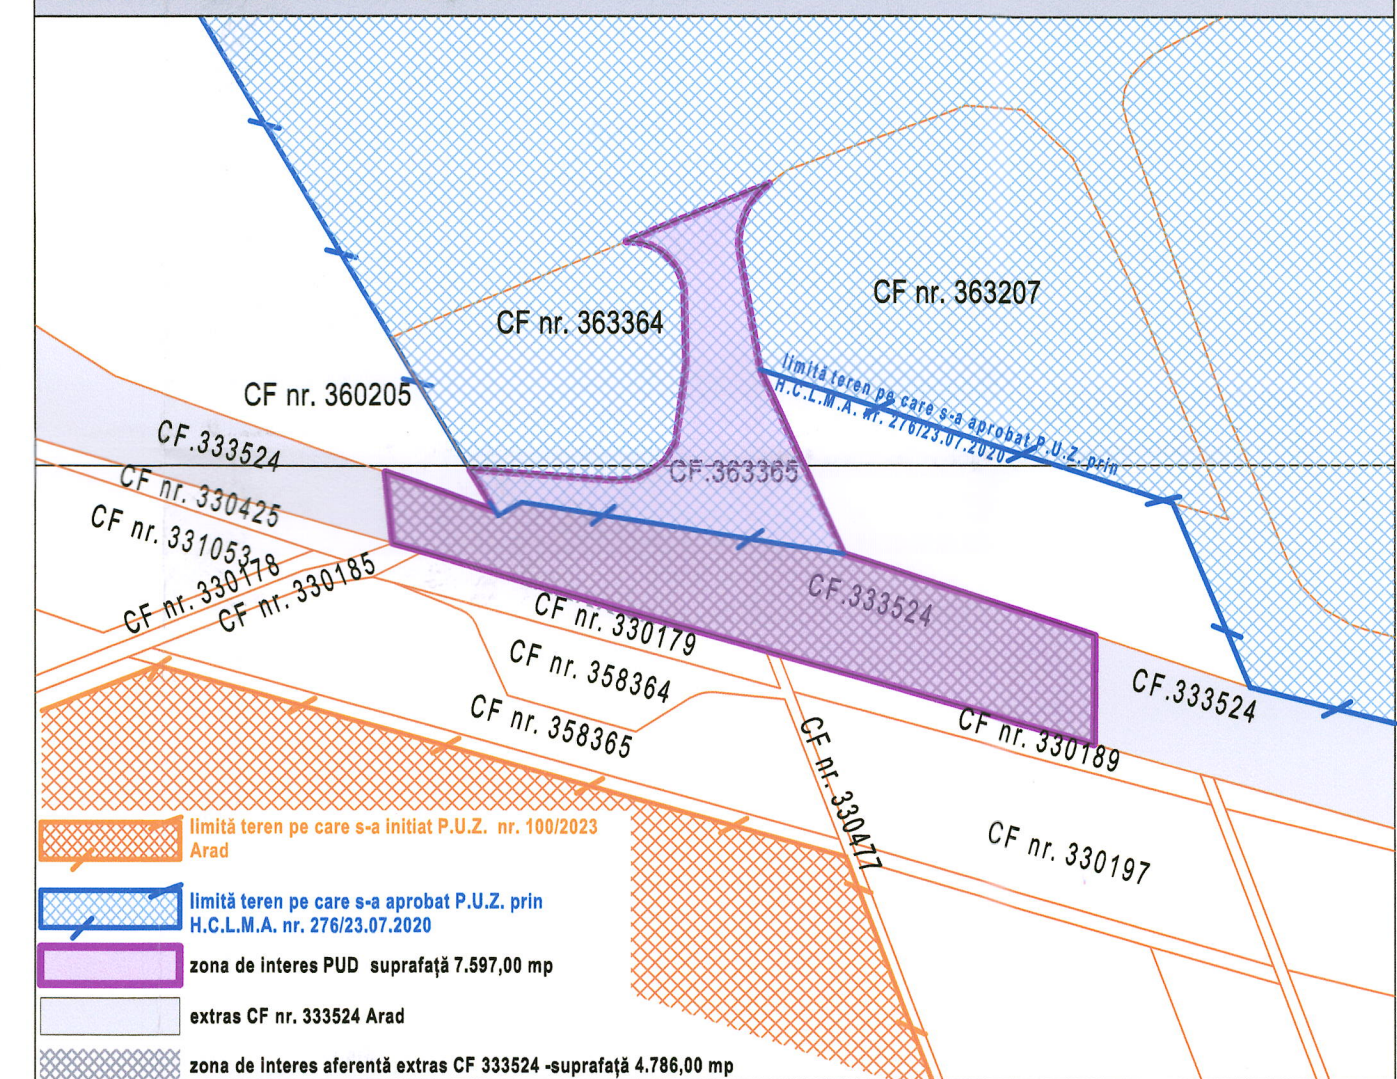 CF nr. 363207
CF nr. 363364
limită teren pe care s-a aprobat P.U.Z. prin
H.C.L.M.A. nr. 276/23.07.2020
CF nr. 360205
CF.333524
CF.363365
CF nr. 330425
CF nr. 331053
CF nr. 330178
CF nr. 330185
CF.333524
CF nr. 330179
CF nr. 358364
CF.333524
CF nr. 358365
CF nr. 330189
CF nr. 330477
CF nr. 330197
limită teren pe care s-a initiat P.U.Z. nr. 100/2023
Arad
limită teren pe care s-a aprobat P.U.Z. prin
H.C.L.M.A. nr. 276/23.07.2020
zona de interes PUD suprafață 7.597,00 mp
extras CF nr. 333524 Arad
zona de interes aferentă extras CF 333524 -suprafață 4.786,00 mp